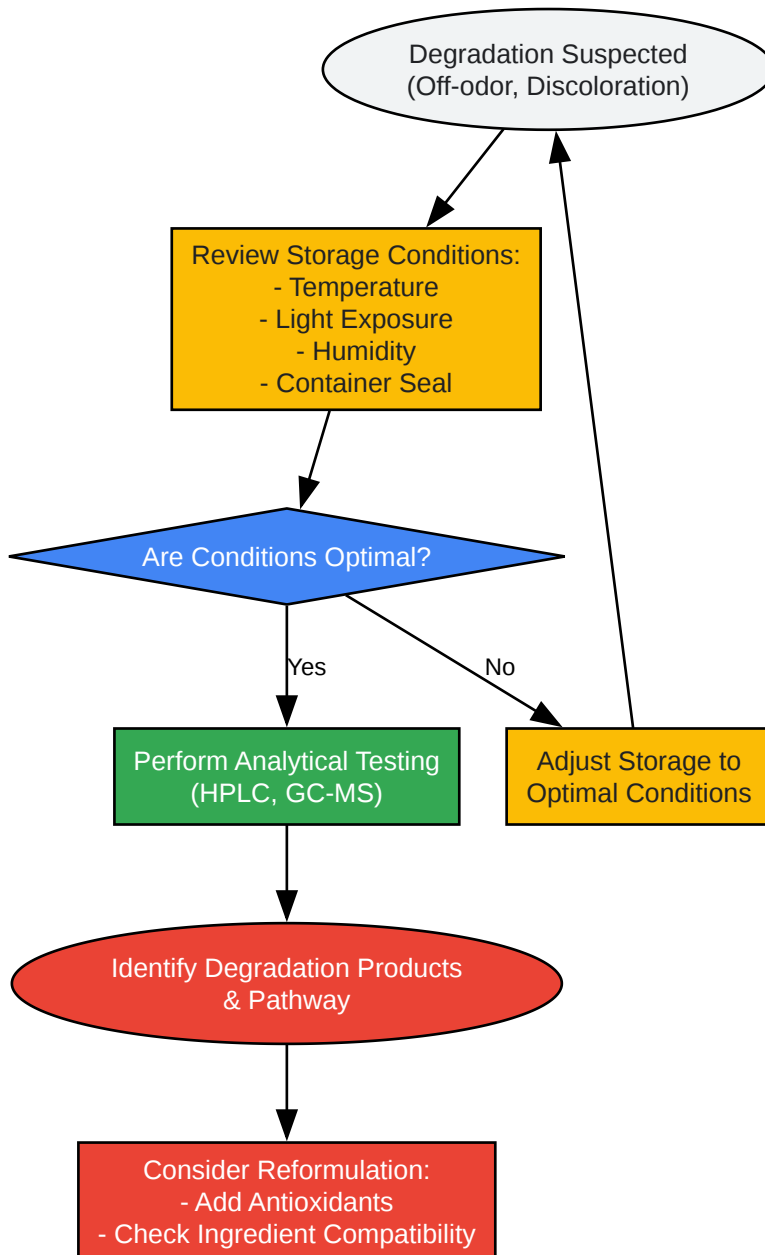 Degradation Suspected
(Off-odor, Discoloration)
Review Storage Conditions:
- Temperature
- Light Exposure
- Humidity
- Container Seal
Are Conditions Optimal?
Yes
No
Perform Analytical Testing
(HPLC, GC-MS)
Adjust Storage to
Optimal Conditions
Identify Degradation Products
& Pathway
Consider Reformulation:
- Add Antioxidants
- Check Ingredient Compatibility